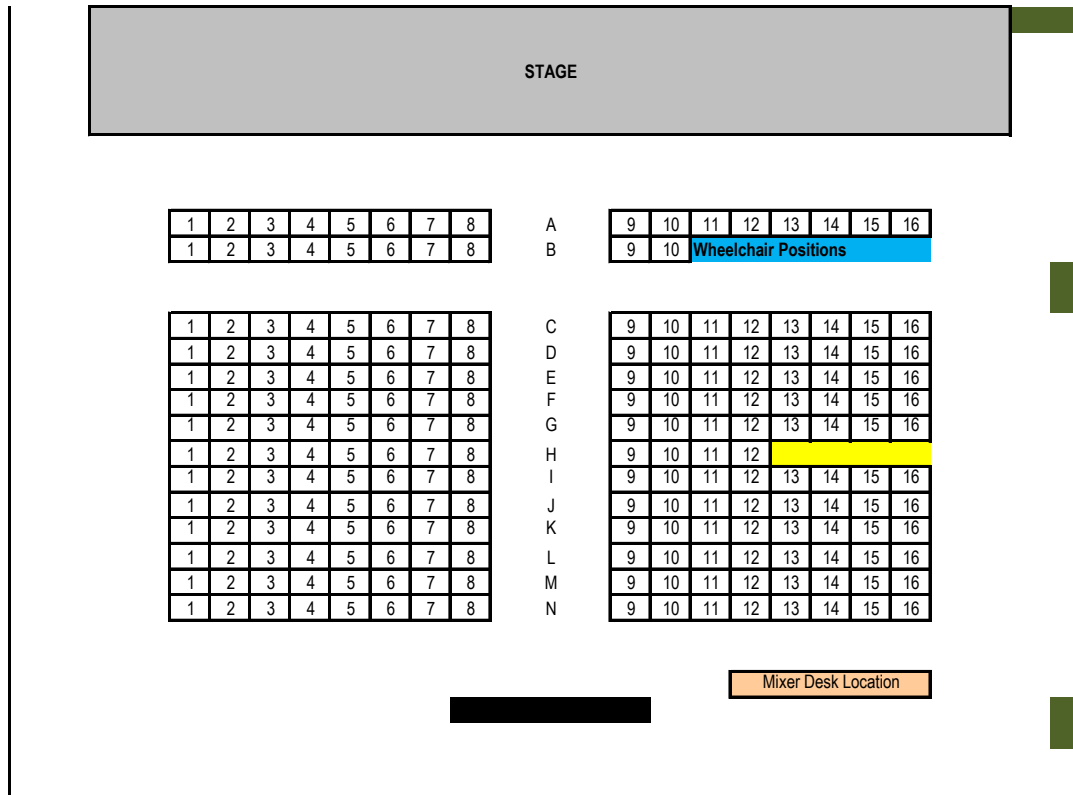 STAGE
1 2 3 4 5 6 7 8 A 9 10 11 12 13 14 15 16
1 2 3 4 5 6 7 8 B 9 10 Wheelchair Positions
1 2 3 4 5 6 7 8 C 9 10 11 12 13 14 15 16
1 2 3 4 5 6 7 8 D 9 10 11 12 13 14 15 16
1 2 3 4 5 6 7 8 E 9 10 11 12 13 14 15 16
1 2 3 4 5 6 7 8 F 9 10 11 12 13 14 15 16
1 2 3 4 5 6 7 8 G 9 10 11 12 13 14 15 16
1 2 3 4 5 6 7 8 H 9 10 11 12
1 2 3 4 5 6 7 8 I 9 10 11 12 13 14 15 16
1 2 3 4 5 6 7 8 J 9 10 11 12 13 14 15 16
1 2 3 4 5 6 7 8 K 9 10 11 12 13 14 15 16
1 2 3 4 5 6 7 8 L 9 10 11 12 13 14 15 16
1 2 3 4 5 6 7 8 M 9 10 11 12 13 14 15 16
1 2 3 4 5 6 7 8 N 9 10 11 12 13 14 15 16
Mixer Desk Location